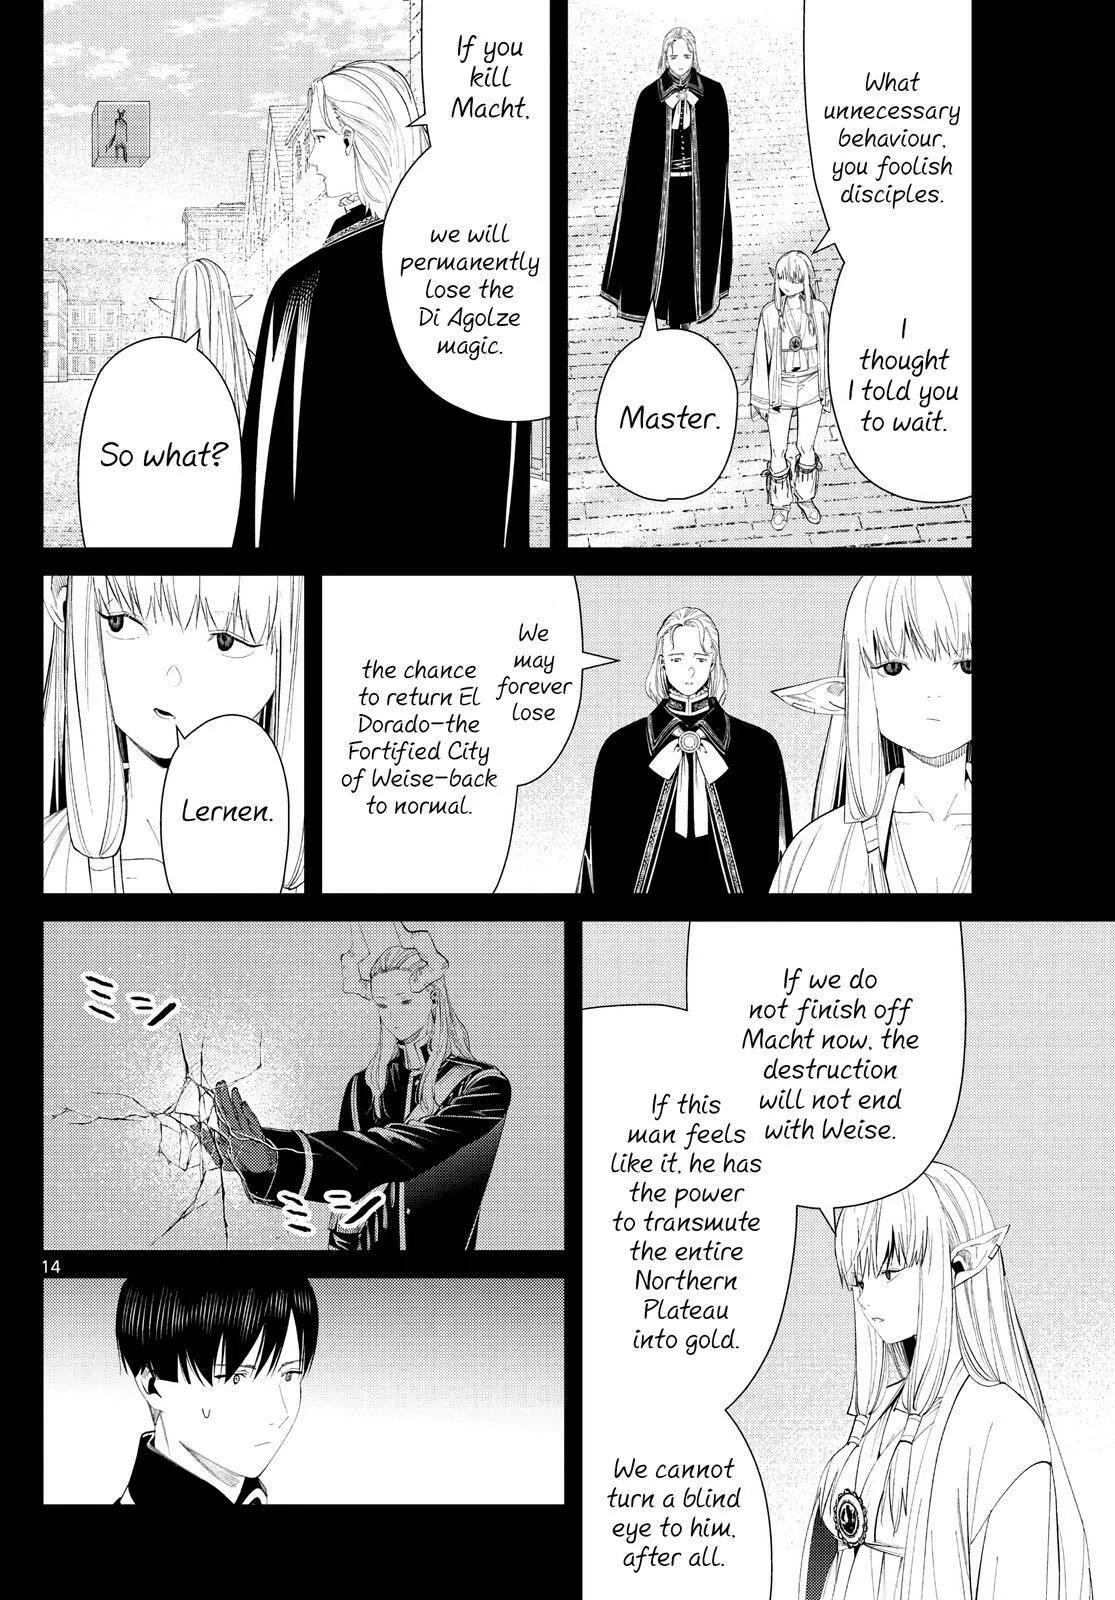 What
unnecessary
behaviour,
you foolish
disciples.
I
thought
I told you
to wait.
Master.
If you
kill
Macht,
we will
permanently
lose the
Di Agolze
magic.
So what?
We
may
forever
lose
the chance
to return El
Dorado—the
Fortified City
of Weise—back
to normal.
Lernen.
If we do
not finish off
Macht now, the
destruction
will not end
with Weise.
If this
man feels
like it, he has
the power
to transmute
the entire
Northern
Plateau
into gold.
We cannot
turn a blind
eye to him,
after all.
ミシ
ミシ
14